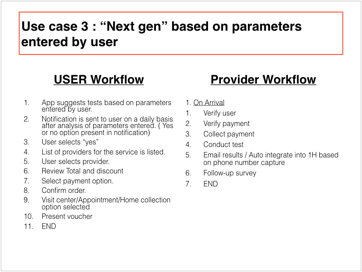 Use case 3 : “Next gen” based on parameters
entered by user
USER Workflow
1. App suggests tests based on parameters
entered by user.
2. Notification is sent to user on a daily basis
after analysis of parameters entered. ( Yes
or no option present in notification)
3. User selects “yes”
4. List of providers for the service is listed.
5. User selects provider.
6. Review Total and discount
7. Select payment option.
8. Confirm order.
9. Visit center/Appointment/Home collection
option selected
10. Present voucher
11. END
Provider Workflow
1. On Arrival
1. Verify user
2. Verify payment
3. Collect payment
4. Conduct test
5. Email results / Auto integrate into 1H based
on phone number capture
6. Follow-up survey
7. END